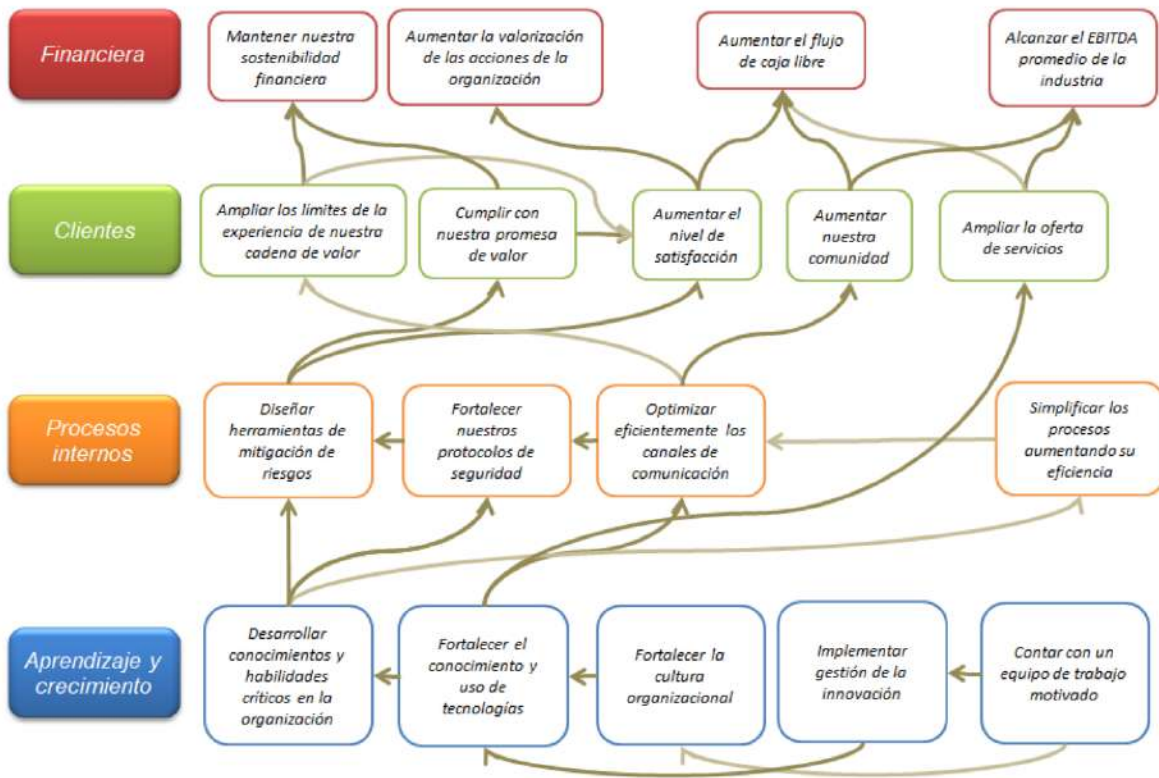 Financiera
Mantener nuestra
sostenibilidad
financiera
Aumentar la valorización
de las acciones de la
organización
Aumentar el flujo
de caja libre
Alcanzar el EBITDA
promedio de la
industria
Clientes
Ampliar los límites de la
experiencia de nuestra
cadena de valor
Cumplir con
nuestra promesa
de valor
Aumentar el
nivel de
satisfacción
Aumentar
nuestra
comunidad
Ampliar la oferta
de servicios
Procesos
internos
Diseñar
herramientas de
mitigación de
riesgos
Fortalecer
nuestros
protocolos de
seguridad
Optimizar
eficientemente los
canales de
comunicación
Simplificar los
procesos
aumentando su
eficiencia
Aprendizaje y
crecimiento
Desarrollar
conocimientos y
habilidades
críticos en la
organización
Fortalecer el
conocimiento y
uso de
tecnologías
Fortalecer la
cultura
organizacional
Implementar
gestión de la
innovación
Contar con un
equipo de trabajo
motivado